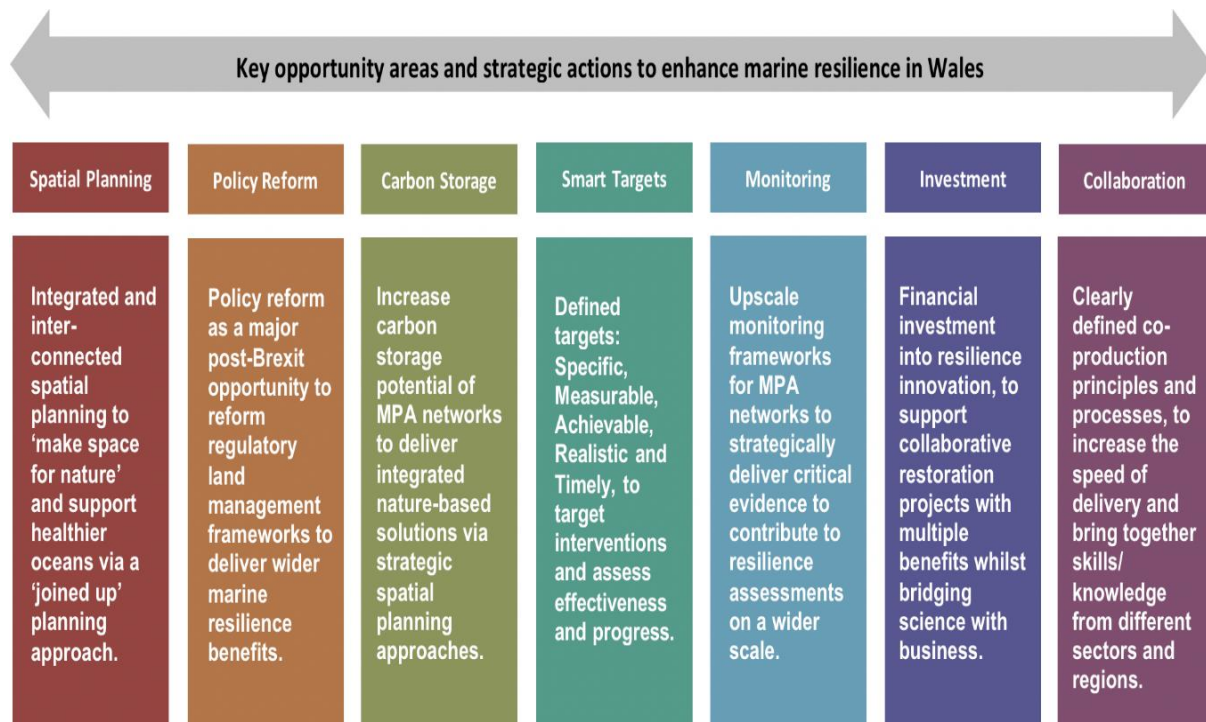 Key opportunity areas and strategic actions to enhance marine resilience in Wales
Spatial Planning
Integrated and
inter-
connected
spatial
planning to
‘make space
for nature’
and support
healthier
oceans via a
‘joined up’
planning
approach.
Policy Reform
Policy reform
as a major
post-Brexit
opportunity to
reform
regulatory
land
management
frameworks to
deliver wider
marine
resilience
benefits.
Carbon Storage
Increase
carbon
storage
potential of
MPA networks
to deliver
integrated
nature-based
solutions via
strategic
spatial
planning
approaches.
Smart Targets
Defined
targets:
Specific,
Measurable,
Achievable,
Realistic and
Timely, to
target
interventions
and assess
effectiveness
and progress.
Monitoring
Upscale
monitoring
frameworks
for MPA
networks to
strategically
deliver critical
evidence to
contribute to
resilience
assessments
on a wider
scale.
Investment
Financial
investment
into resilience
innovation, to
support
collaborative
restoration
projects with
multiple
benefits whilst
bridging
science with
business.
Collaboration
Clearly
defined co-
production
principles and
processes, to
increase the
speed of
delivery and
bring together
skills/
knowledge
from different
sectors and
regions.